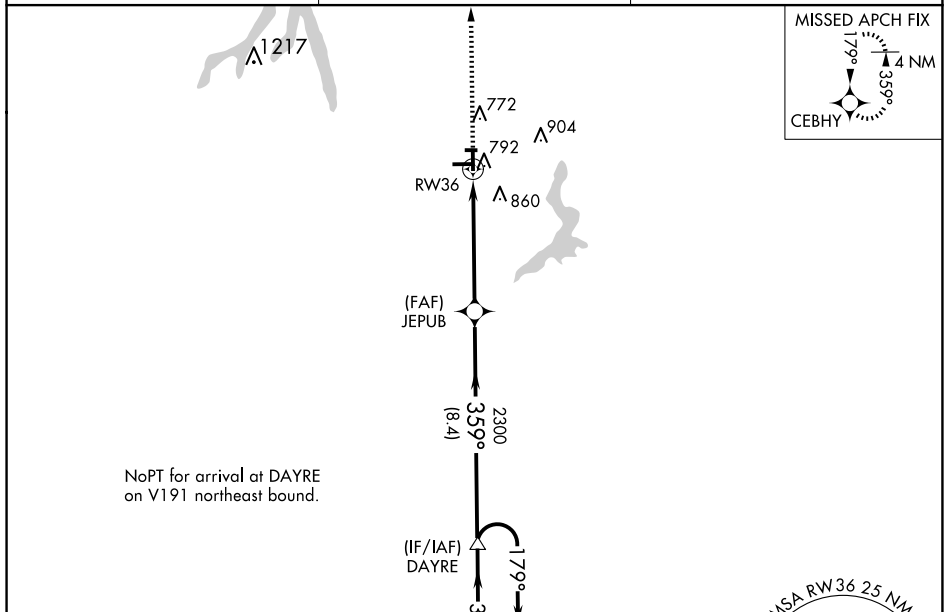 MISSED APCH FIX
179°
4 NM
359°
CEBHY
1217
772
904
792
RW36
860
(FAF)
JEPUB
2300
359°
(8.4)
NoPT for arrival at DAYRE
on V191 northeast bound.
(IF/IAF)
DAYRE
179°
3
MSA RW36 25 NM